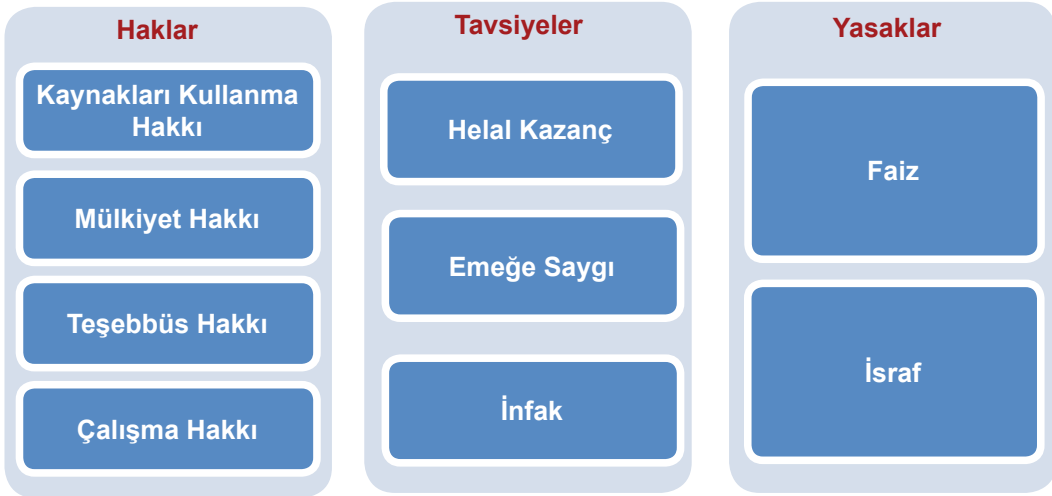 Haklar
Kaynakları Kullanma
Hakkı
Mülkiyet Hakkı
Teşebbüs Hakkı
Çalışma Hakkı
Tavsiyeler
Helal Kazanç
Emeğe Saygı
İnfak
Yasaklar
Faiz
İsraf